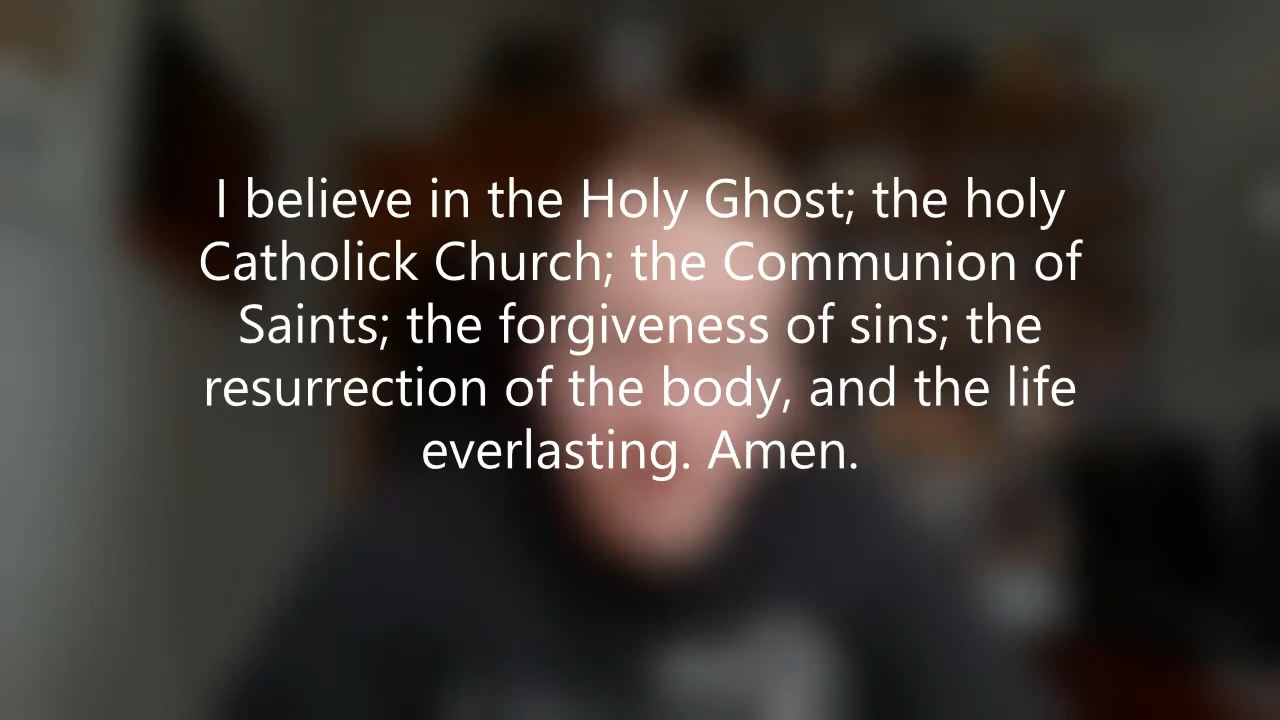 I believe in the Holy Ghost; the holy
Catholick Church; the Communion of
Saints; the forgiveness of sins; the
resurrection of the body, and the life
everlasting. Amen.